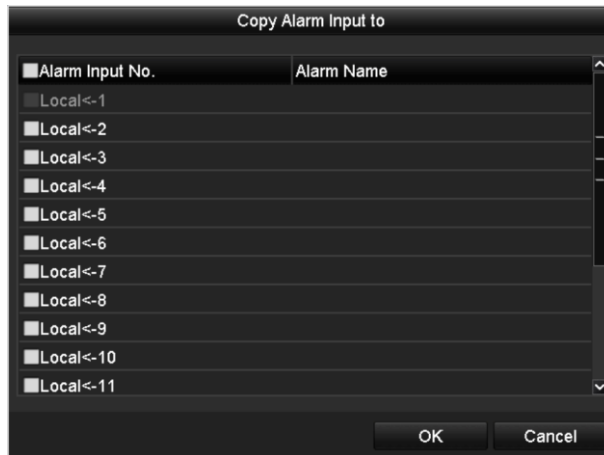 Copy Alarm Input to
Alarm Input No. Alarm Name
Local<-1
Local<-2
Local<-3
Local<-4
Local<-5
Local<-6
Local<-7
Local<-8
Local<-9
Local<-10
Local<-11
OK Cancel